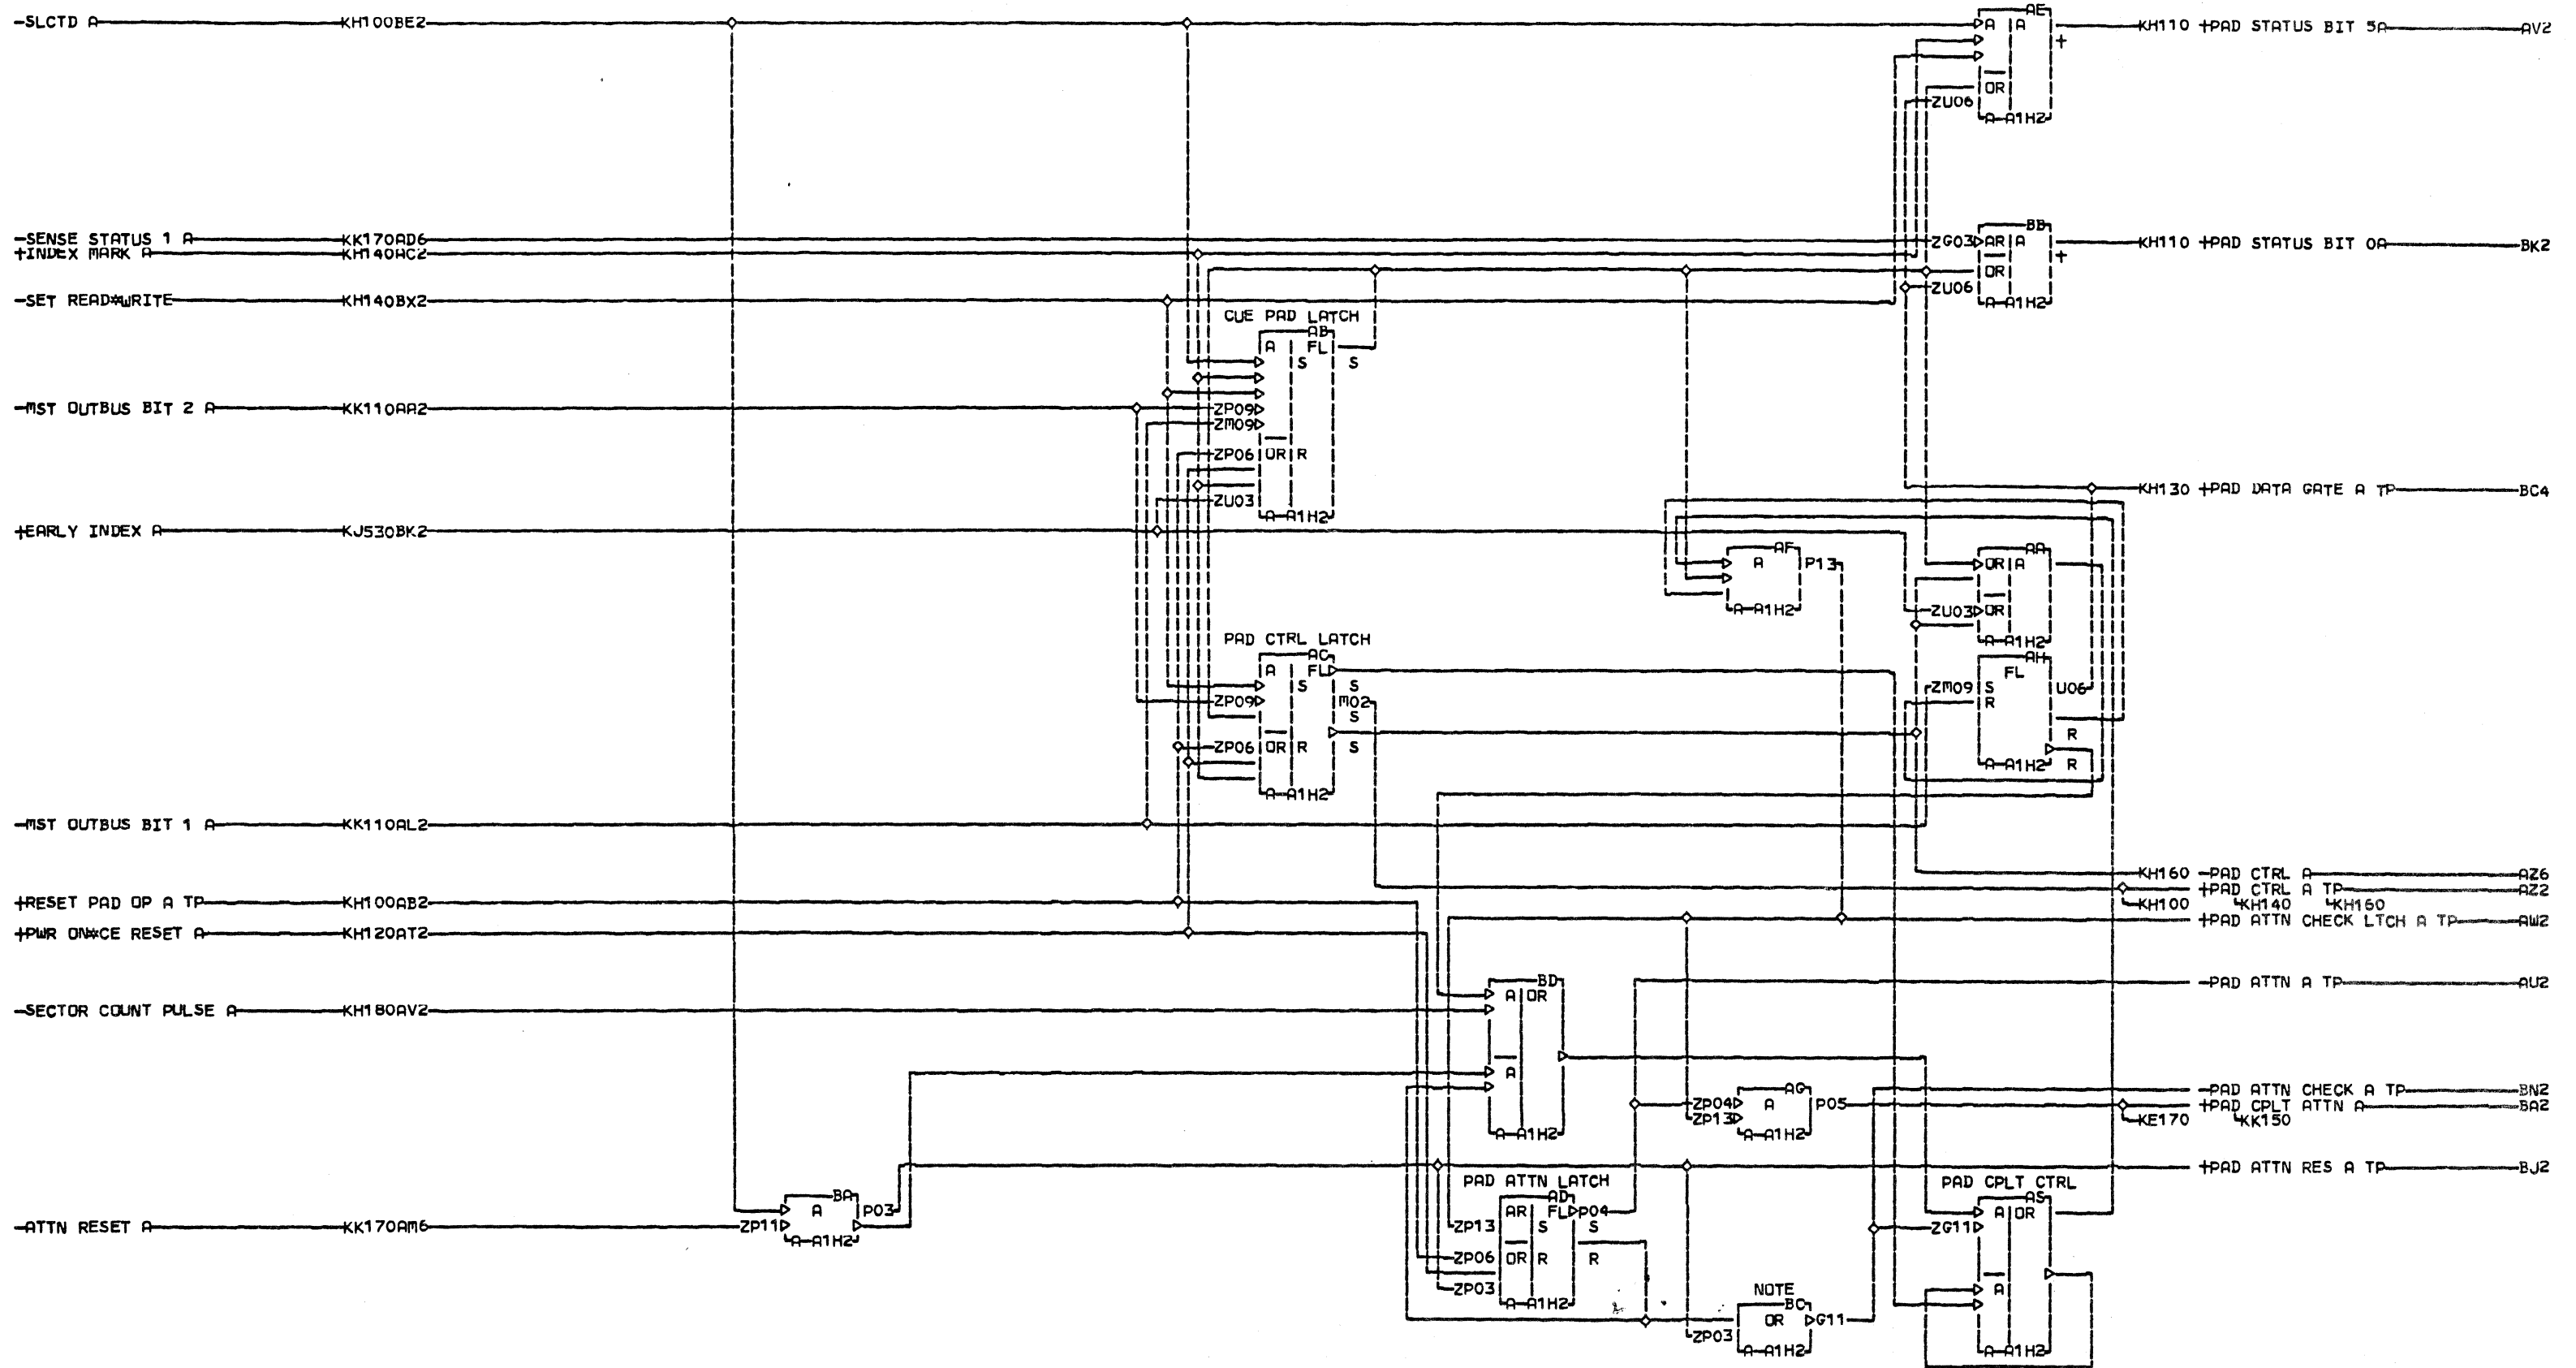 -SLCTD A KH100BE2
AE
A A
+
OR
ZU06
A-A1H2
KH110 +PAD STATUS BIT 5A AV2
-SENSE STATUS 1 A KK170AD6
+INDEX MARK A KH140AC2
BB
ZG03 AR A
+
OR
ZU06
A-A1H2
KH110 +PAD STATUS BIT 0A BK2
-SET READ*WRITE KH140BX2
CUE PAD LATCH
AB
A FL
S S
-MST OUTBUS BIT 2 A KK110AA2
ZP09
ZM09
ZP06 OR R
ZU03
A-A1H2
KH130 +PAD DATA GATE A TP BC4
+EARLY INDEX A KJ530BK2
AF
A P13
A-A1H2
AA
OR A
ZU03 OR
A-A1H2
PAD CTRL LATCH
AC
A FL
S S
ZP09 M02
S
ZP06 OR R S
A-A1H2
AH
FL
ZM09 S U06
R
R
A-A1H2 R
-MST OUTBUS BIT 1 A KK110AL2
KH160 -PAD CTRL A AZ6
+PAD CTRL A TP AZ2
KH100 KH140 KH160
+RESET PAD OP A TP KH100AB2
+PAD ATTN CHECK LTCH A TP AW2
+PWR ON*CE RESET A KH120AT2
BD
A OR
A
A-A1H2
-PAD ATTN A TP AU2
-SECTOR COUNT PULSE A KH180AV2
AG
ZP04 A P05
ZP13
A-A1H2
-PAD ATTN CHECK A TP BN2
+PAD CPLT ATTN A BA2
KE170 KK150
+PAD ATTN RES A TP BJ2
BA
A P03
ZP11
A-A1H2
-ATTN RESET A KK170AM6
PAD ATTN LATCH
AD
AR FL P04
ZP13 S S
ZP06 OR R R
ZP03
A-A1H2
NOTE
BC
OR G11
ZP03
A-A1H2
PAD CPLT CTRL
AS
A OR
ZG11
A
A-A1H2